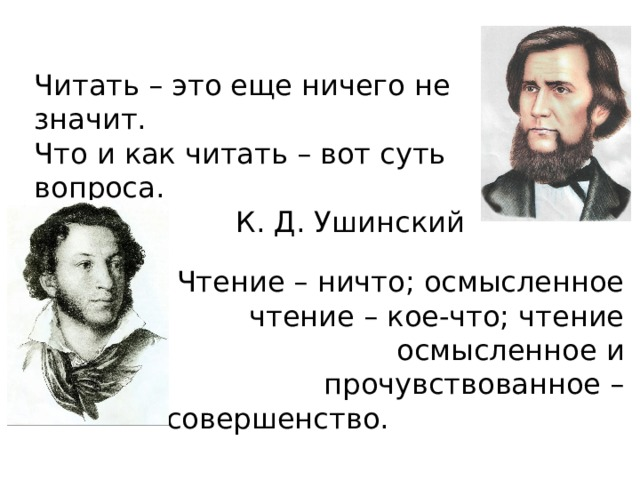 Читать – это еще ничего не
значит.
Что и как читать – вот суть
вопроса.
К. Д. Ушинский
Чтение – ничто; осмысленное
чтение – кое-что; чтение
осмысленное и
прочувствованное –
совершенство.